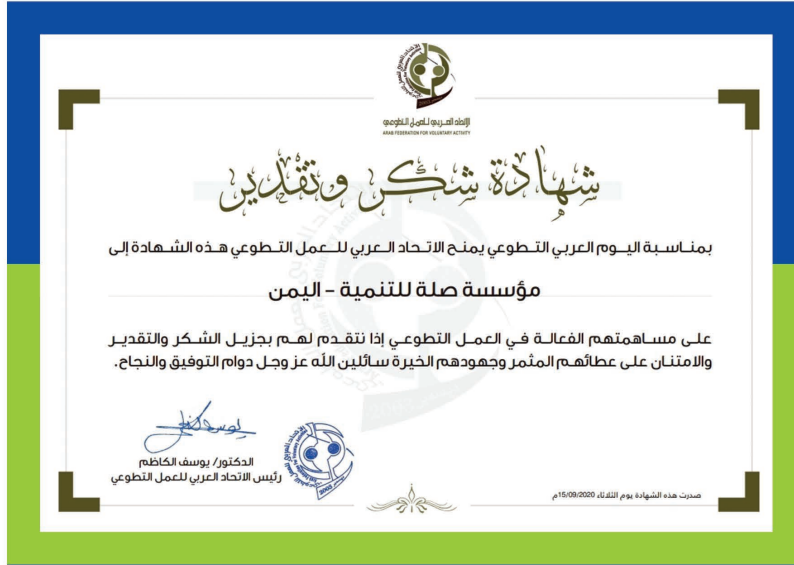 الإتحاد العربي للعمل التطوعي
ARAB FEDERATION FOR VOLUNTARY ACTIVITY
شهادة شكر وتقدير
بمناسبة اليوم العربي التطوعي يمنح الاتحاد العربي للعمل التطوعي هذه الشهادة إلى
مؤسسة صلة للتنمية - اليمن
على مساهمتهم الفعالة في العمل التطوعي إذا نتقدم لهم بجزيل الشكر والتقدير
والامتنان على عطائهم المثمر وجهودهم الخيرة سائلين الله عز وجل دوام التوفيق والنجاح.
الدكتور/ يوسف الكاظم
رئيس الاتحاد العربي للعمل التطوعي
صدرت هذه الشهادة يوم الثلاثاء 15/09/2020م